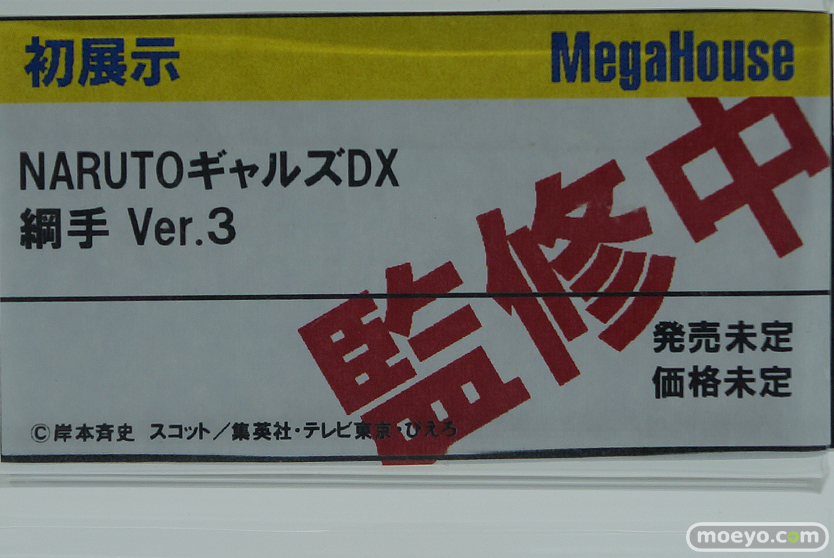 初展示 MegaHouse
NARUTOギャルズDX
綱手 Ver.3
監修中
発売未定
価格未定
©岸本斉史 スコット／集英社・テレビ東京・ぴえろ
moeyo.com